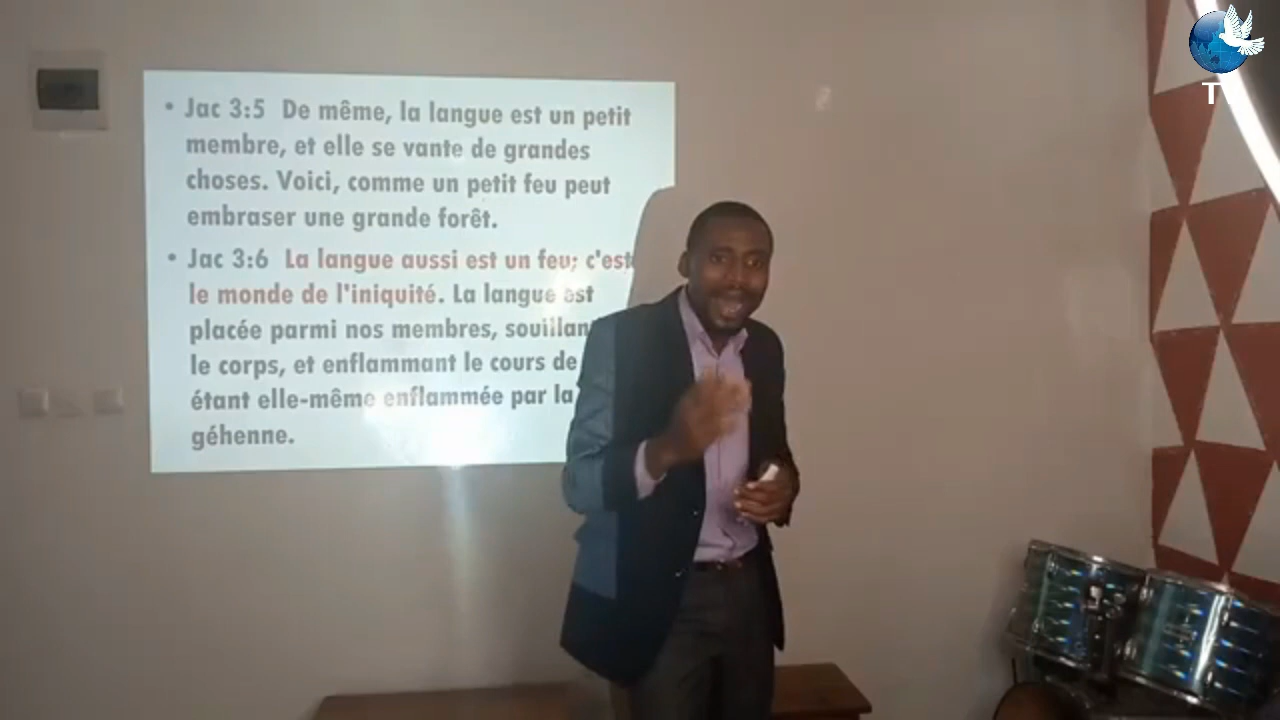 • Jac 3:5 De même, la langue est un petit
membre, et elle se vante de grandes
choses. Voici, comme un petit feu peut
embraser une grande forêt.
• Jac 3:6 La langue aussi est un feu; c'est
le monde de l'iniquité. La langue est
placée parmi nos membres, souillan
le corps, et enflammant le cours de
étant elle-même enflammée par la
géhenne.